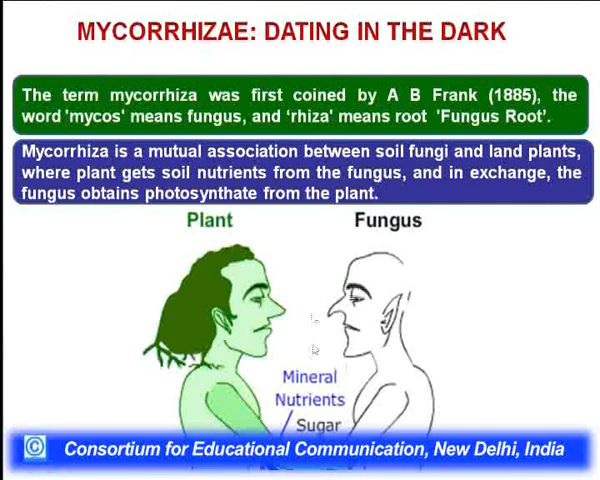 MYCORRHIZAE: DATING IN THE DARK
The term mycorrhiza was first coined by A B Frank (1885), the
word 'mycos' means fungus, and ‘rhiza' means root 'Fungus Root’.
Mycorrhiza is a mutual association between soil fungi and land plants,
where plant gets soil nutrients from the fungus, and in exchange, the
fungus obtains photosynthate from the plant.
Plant
Fungus
Mineral
Nutrients
Sugar
© Consortium for Educational Communication, New Delhi, India